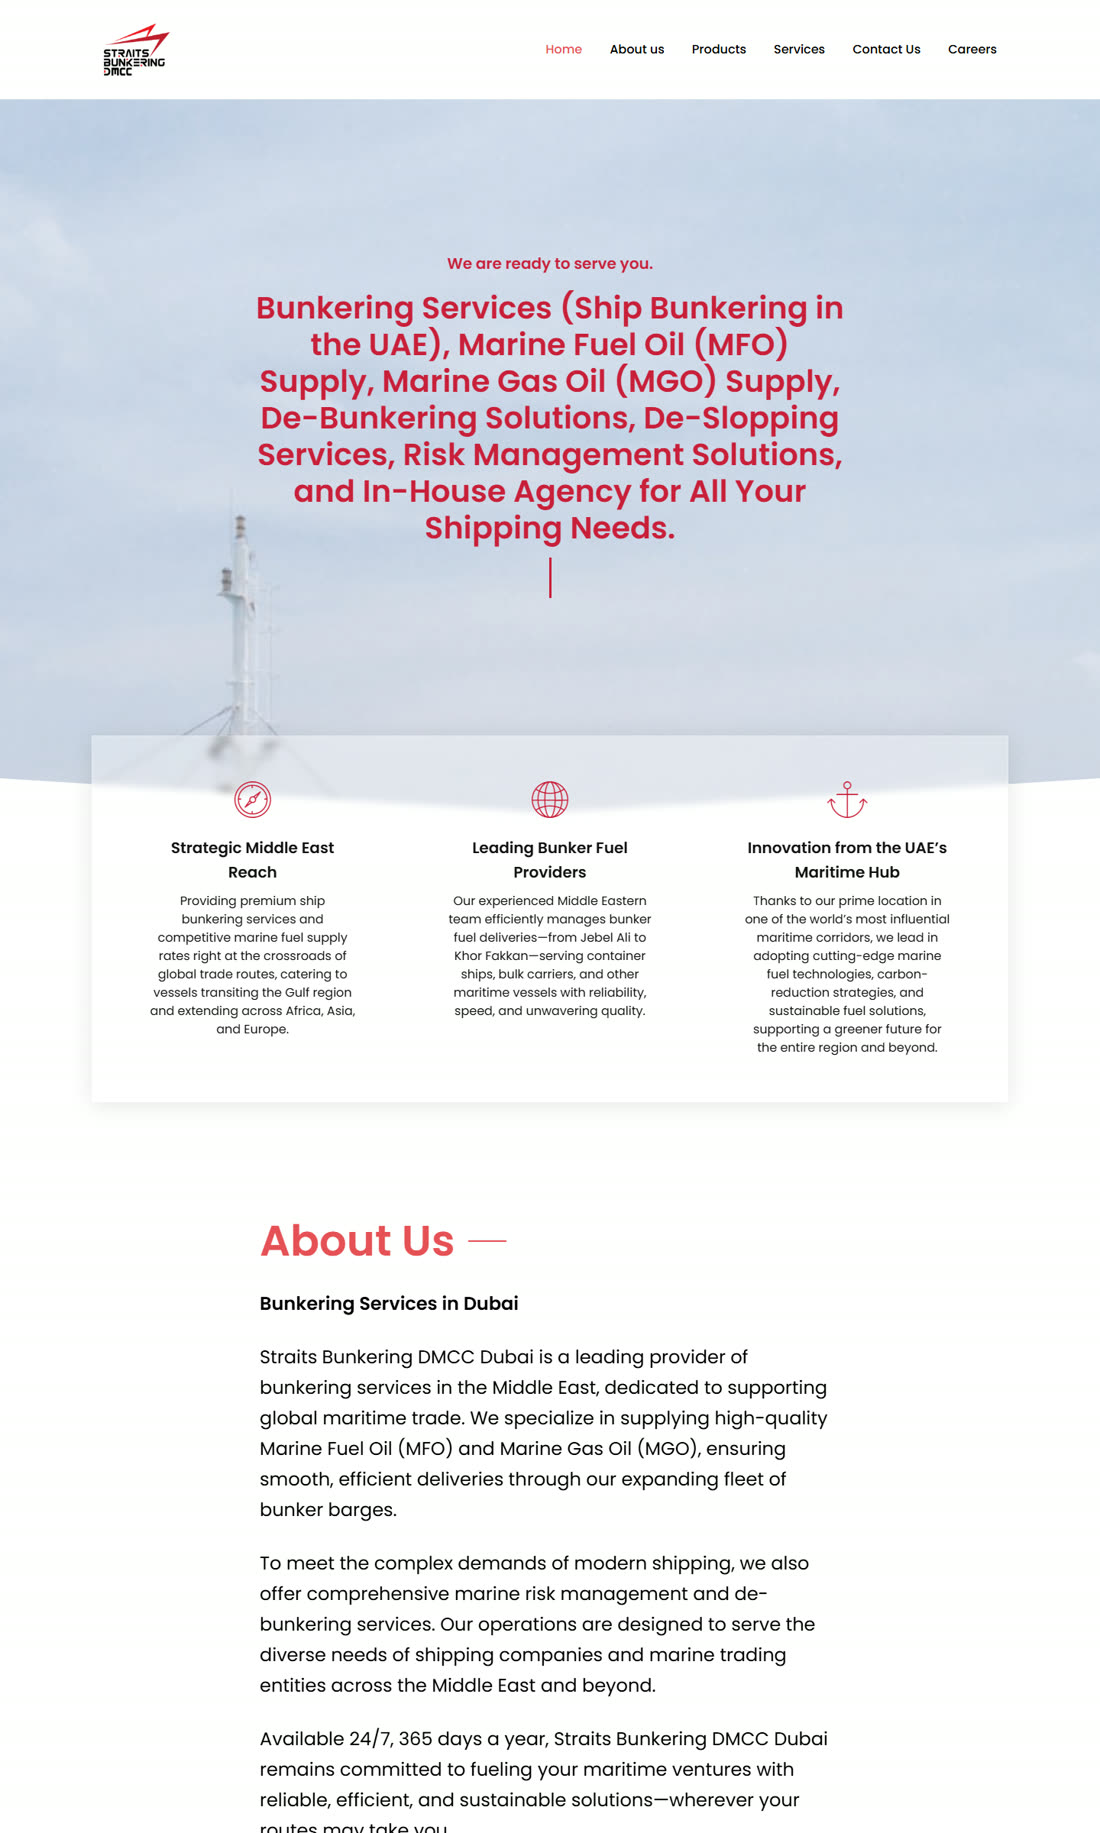 STRAITS
BUNKERING
DMCC
Home
About us
Products
Services
Contact Us
Careers
We are ready to serve you.
Bunkering Services (Ship Bunkering in
the UAE), Marine Fuel Oil (MFO)
Supply, Marine Gas Oil (MGO) Supply,
De-Bunkering Solutions, De-Slopping
Services, Risk Management Solutions,
and In-House Agency for All Your
Shipping Needs.
Strategic Middle East
Reach
Providing premium ship
bunkering services and
competitive marine fuel supply
rates right at the crossroads of
global trade routes, catering to
vessels transiting the Gulf region
and extending across Africa, Asia,
and Europe.
Leading Bunker Fuel
Providers
Our experienced Middle Eastern
team efficiently manages bunker
fuel deliveries—from Jebel Ali to
Khor Fakkan—serving container
ships, bulk carriers, and other
maritime vessels with reliability,
speed, and unwavering quality.
Innovation from the UAE’s
Maritime Hub
Thanks to our prime location in
one of the world’s most influential
maritime corridors, we lead in
adopting cutting-edge marine
fuel technologies, carbon-
reduction strategies, and
sustainable fuel solutions,
supporting a greener future for
the entire region and beyond.
About Us
Bunkering Services in Dubai
Straits Bunkering DMCC Dubai is a leading provider of
bunkering services in the Middle East, dedicated to supporting
global maritime trade. We specialize in supplying high-quality
Marine Fuel Oil (MFO) and Marine Gas Oil (MGO), ensuring
smooth, efficient deliveries through our expanding fleet of
bunker barges.
To meet the complex demands of modern shipping, we also
offer comprehensive marine risk management and de-
bunkering services. Our operations are designed to serve the
diverse needs of shipping companies and marine trading
entities across the Middle East and beyond.
Available 24/7, 365 days a year, Straits Bunkering DMCC Dubai
remains committed to fueling your maritime ventures with
reliable, efficient, and sustainable solutions—wherever your
routes may take you